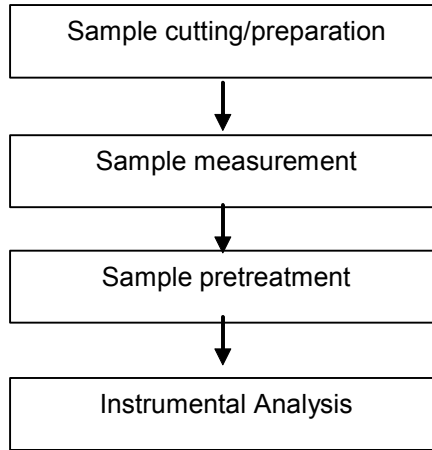 Sample cutting/preparation
Sample measurement
Sample pretreatment
Instrumental Analysis